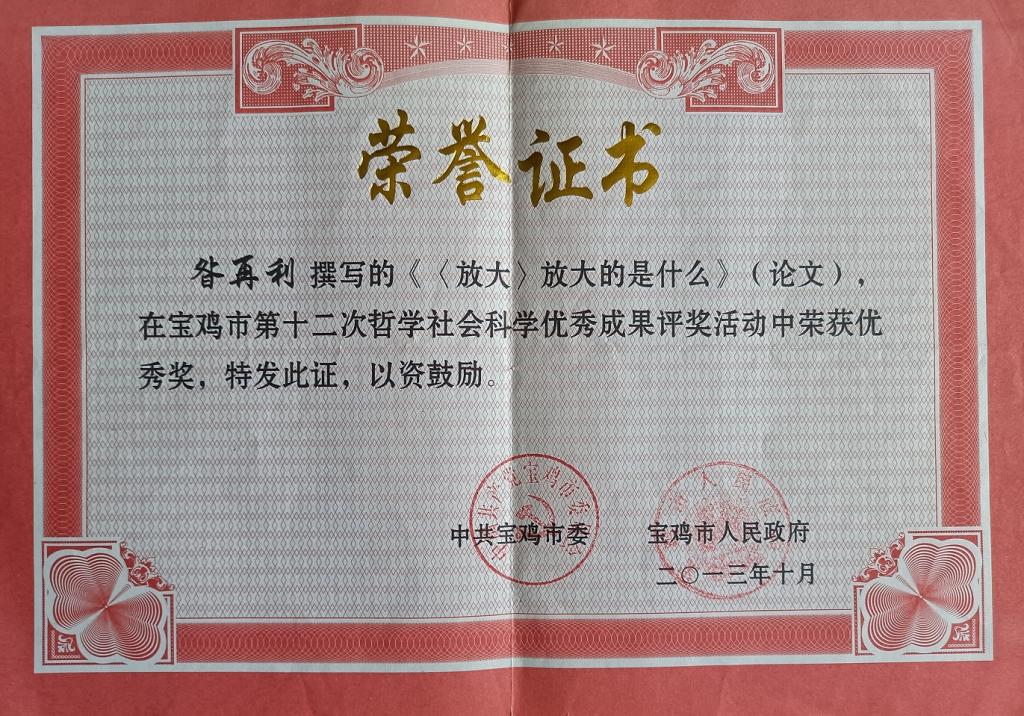 荣誉证书
昝再利 撰写的《〈放大〉放大的是什么》（论文），
在宝鸡市第十二次哲学社会科学优秀成果评奖活动中荣获优
秀奖，特发此证，以资鼓励。
中共宝鸡市委 宝鸡市人民政府
二〇一三年十月